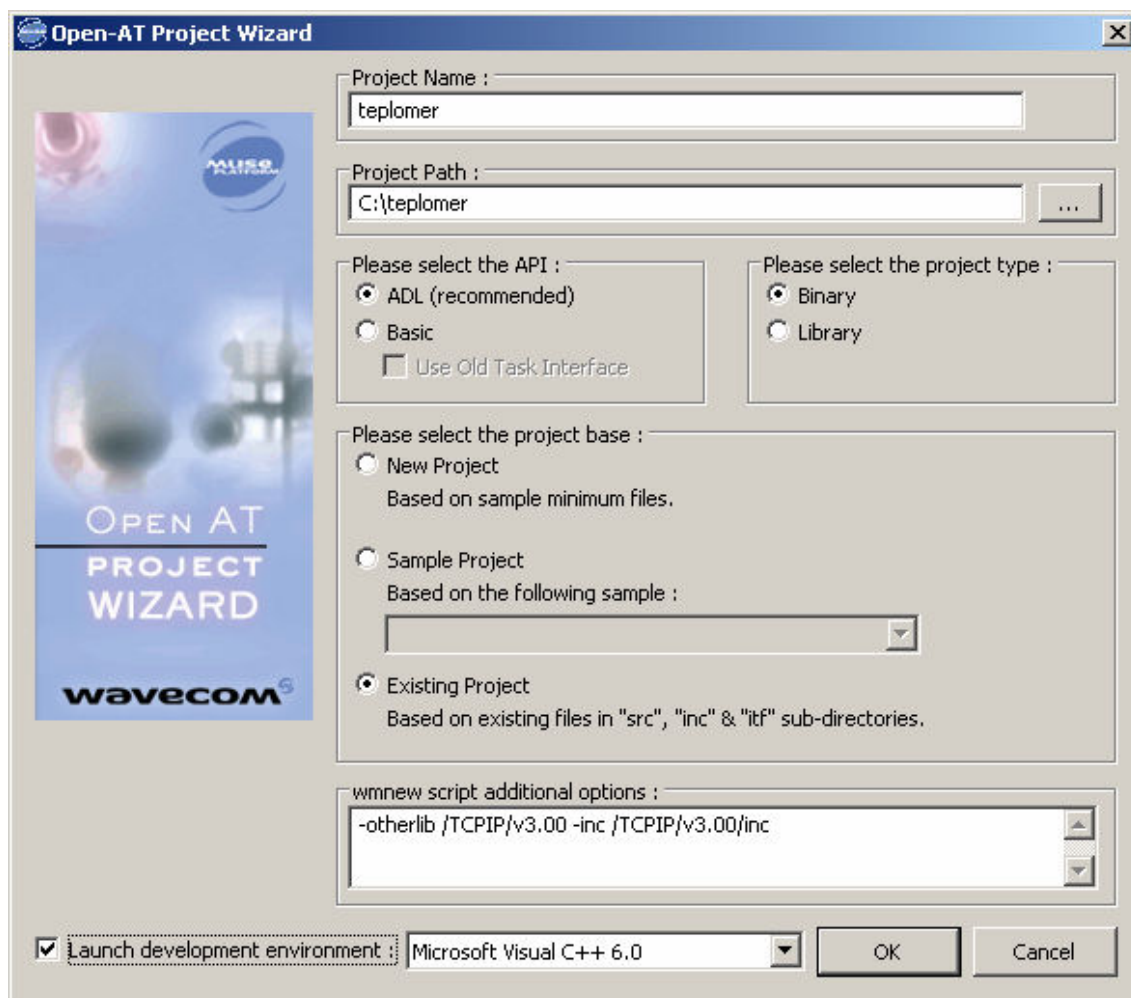 Open-AT Project Wizard
MUSE
PLATFORM
OPEN AT
PROJECT
WIZARD
wavecom
Project Name :
teplomer
Project Path :
C:\teplomer
...
Please select the API :
ADL (recommended)
Basic
Use Old Task Interface
Please select the project type :
Binary
Library
Please select the project base :
New Project
Based on sample minimum files.
Sample Project
Based on the following sample :
Existing Project
Based on existing files in "src", "inc" & "itf" sub-directories.
wmnew script additional options :
-otherlib /TCPIP/v3.00 -inc /TCPIP/v3.00/inc
Launch development environment :
Microsoft Visual C++ 6.0
OK
Cancel